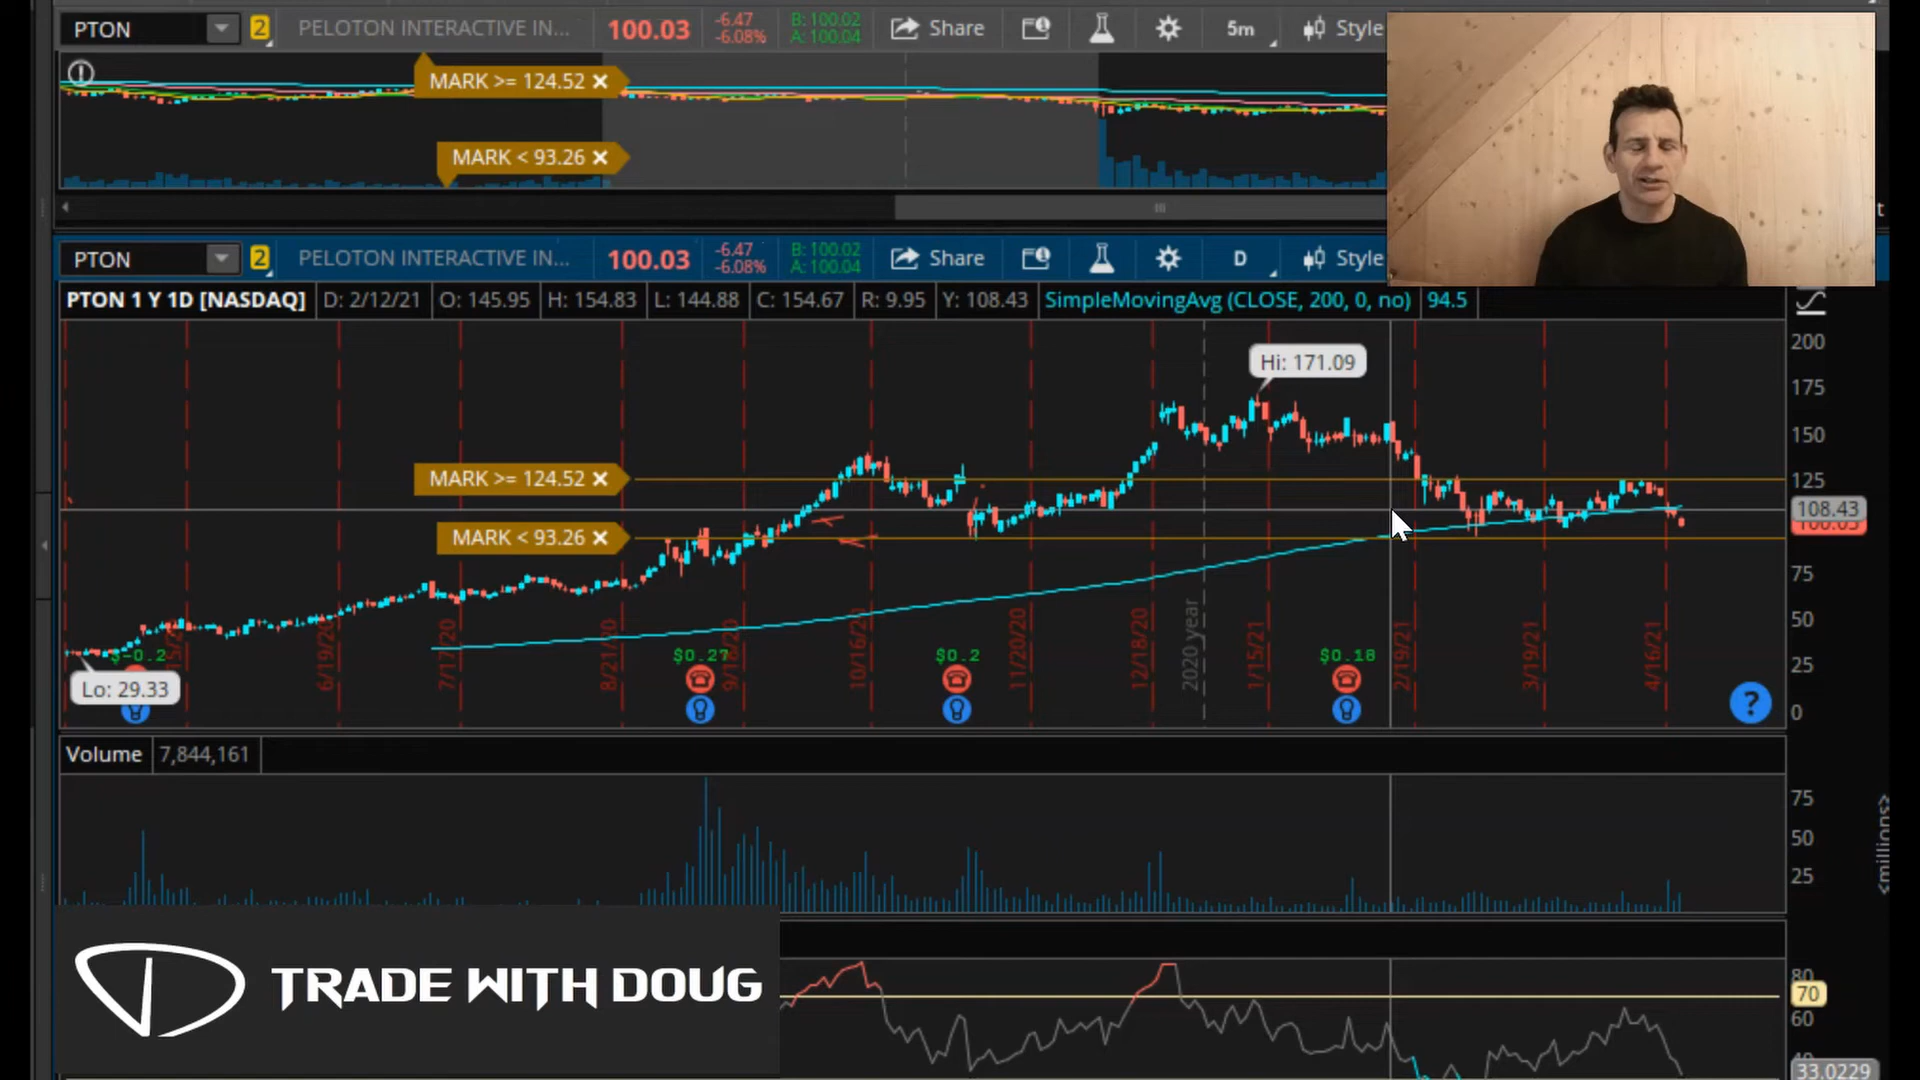 PTON 2 PELOTON INTERACTIVE IN... 100.03 -6.47 -6.08% B: 100.02 A: 100.04 Share 5m Style
MARK >= 124.52 ×
MARK < 93.26 ×
PTON 2 PELOTON INTERACTIVE IN... 100.03 -6.47 -6.08% B: 100.02 A: 100.04 Share D Style
PTON 1 Y 1D [NASDAQ] D: 2/12/21 O: 145.95 H: 154.83 L: 144.88 C: 154.67 R: 9.95 Y: 108.43 SimpleMovingAvg (CLOSE, 200, 0, no) 94.5
200
Hi: 171.09
175
150
MARK >= 124.52 ×
125
108.43
MARK < 93.26 ×
75
50
25
0
$-0.2
$0.27
$0.2
$0.18
Lo: 29.33
6/19/20
7/17/20
8/21/20
10/16/20
11/20/20
12/18/20
2020 year
1/15/21
2/19/21
3/19/21
4/16/21
?
Volume 7,844,161
75
50
25
<millions>
TRADE WITH DOUG
80
70
60
33.0229